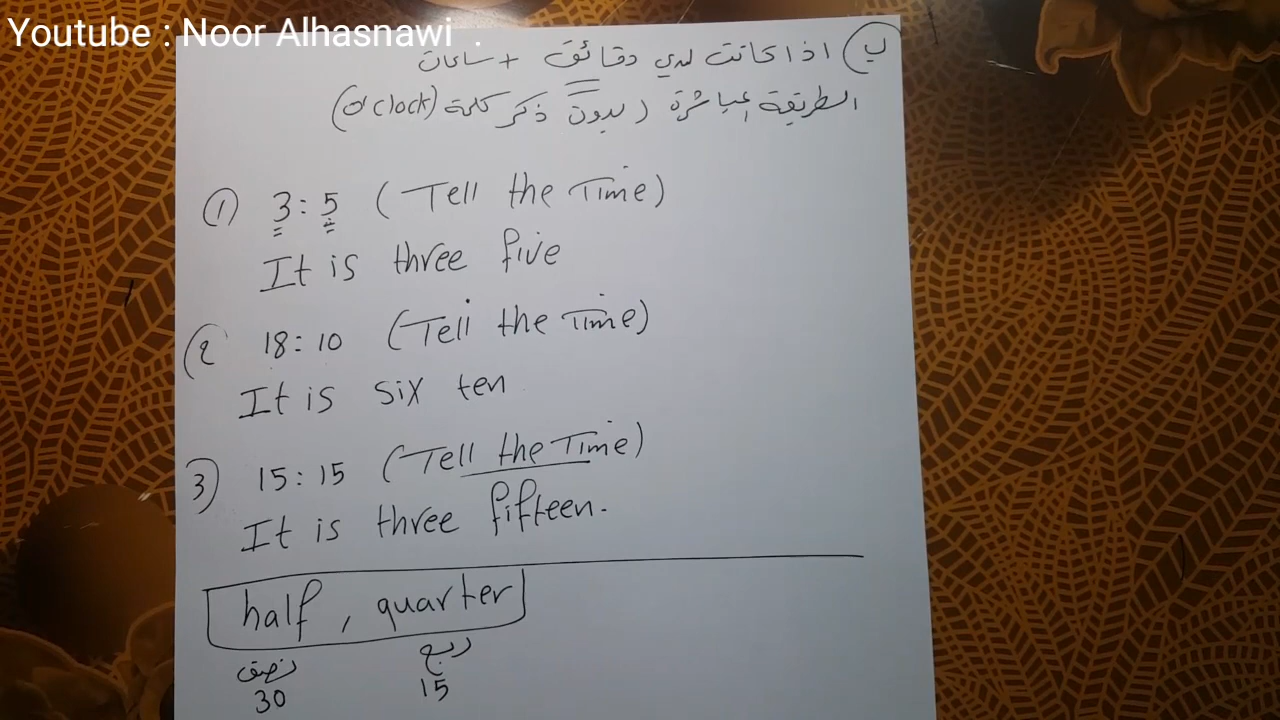 Youtube : Noor Alhasnawi .
ب) اذا كانت لدي دقائق + ساعات
الطريقة المباشرة (بدون ذكر كلمة (o'clock)
1) 3:5 (Tell the Time)
It is three five
2) 18:10 (Tell the Time)
It is six ten
3) 15:15 (Tell the Time)
It is three fifteen.
half , quarter
نصف ربع
30 15